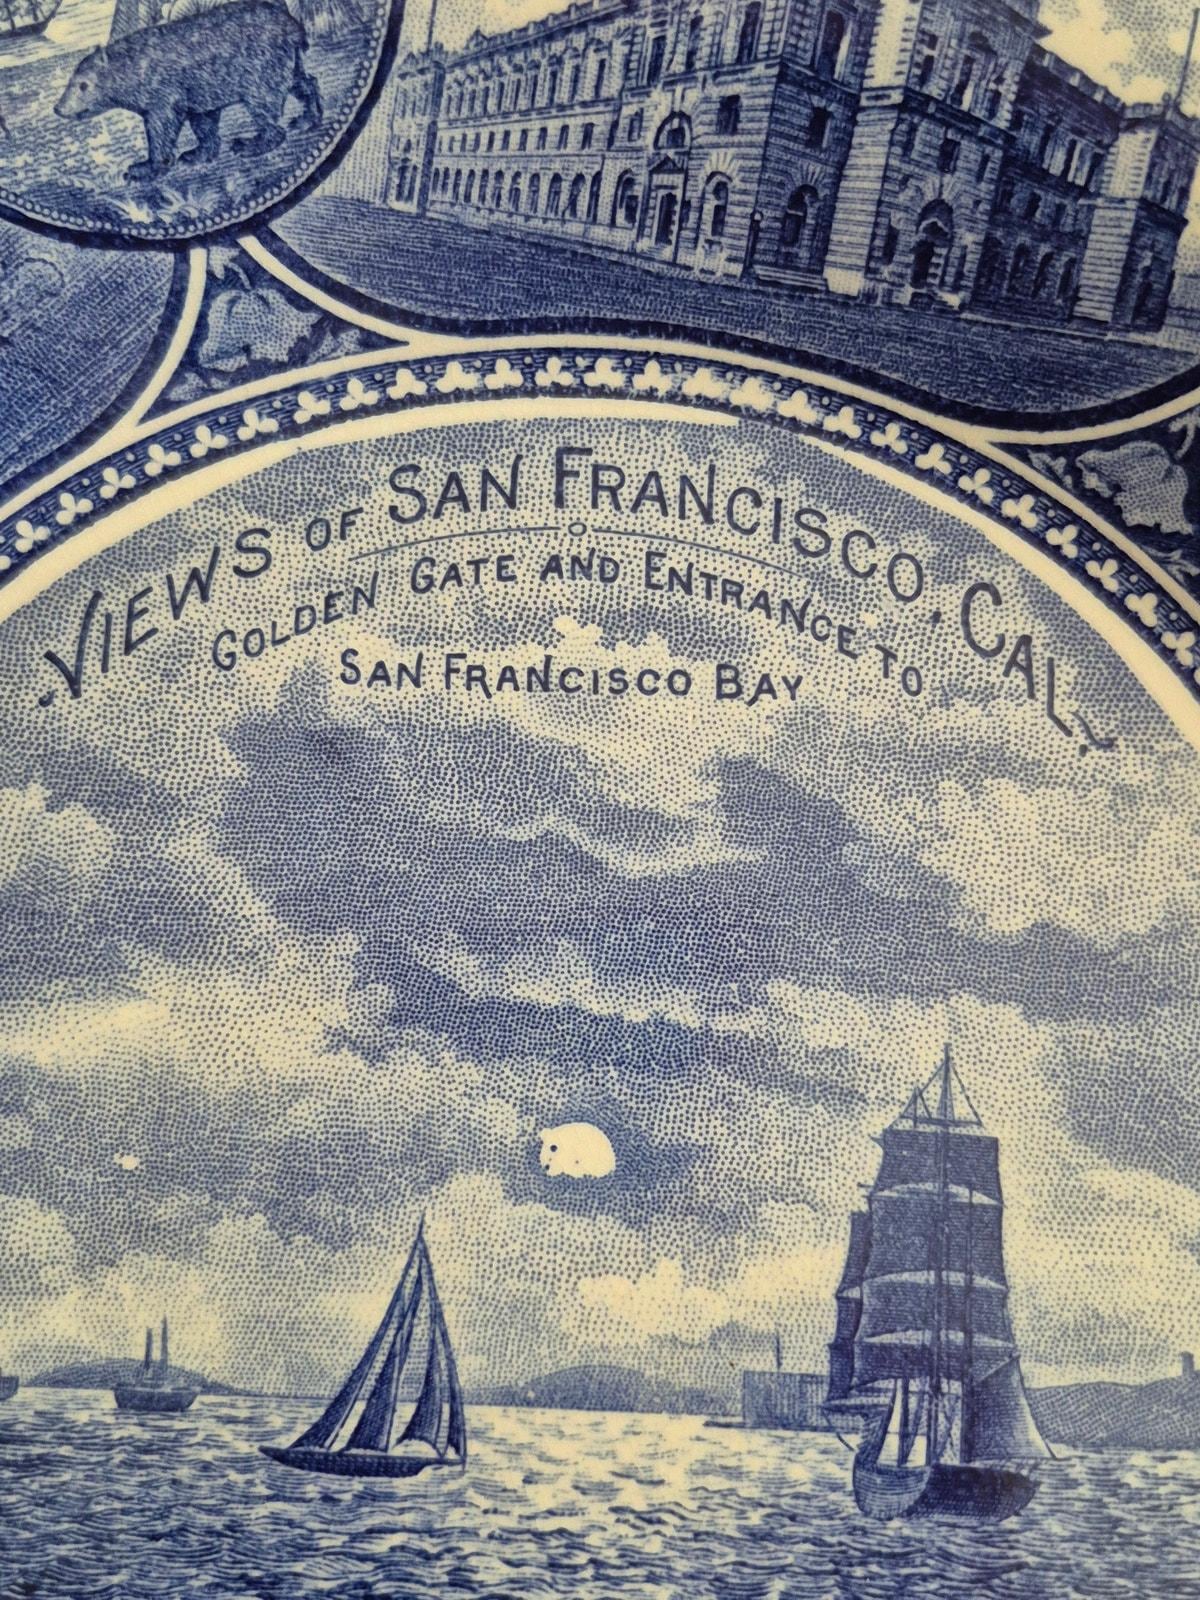 VIEWS OF SAN FRANCISCO, CAL.
GOLDEN GATE AND ENTRANCE TO
SAN FRANCISCO BAY